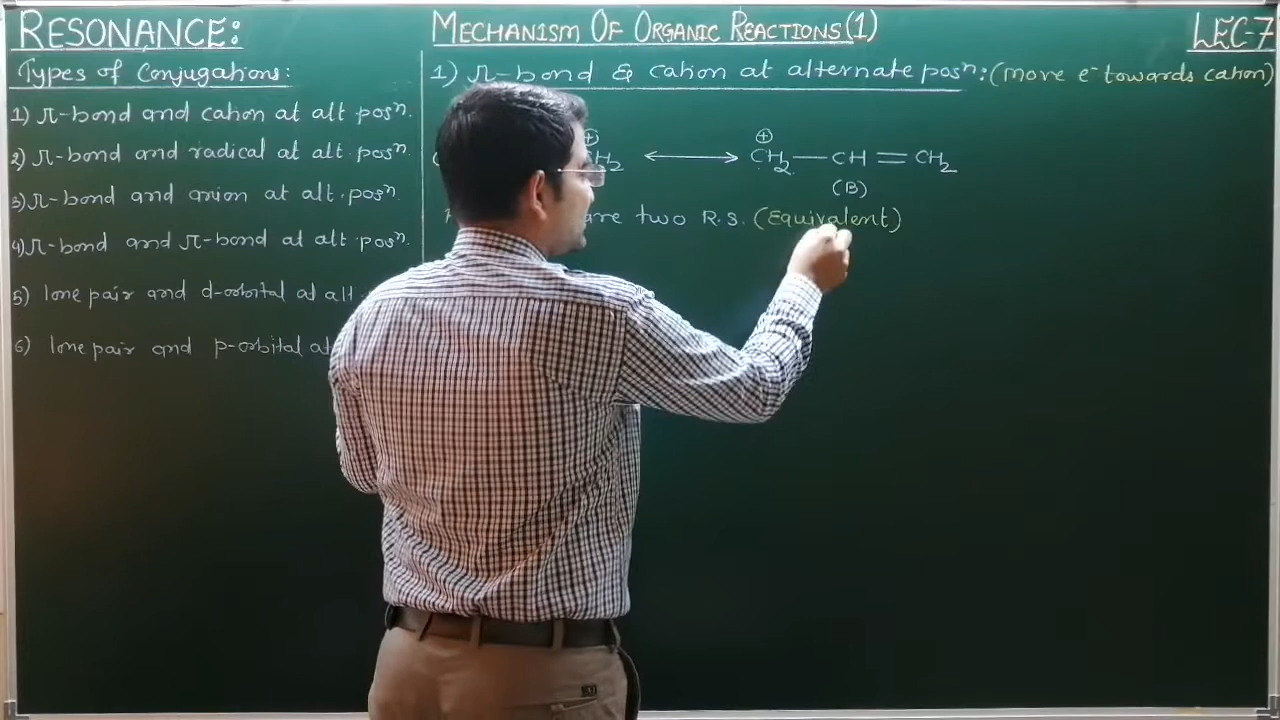 RESONANCE:
Types of Conjugations:
1) π-bond and cation at alt posⁿ.
2) π-bond and radical at alt. posⁿ.
3) π-bond and anion at alt. posⁿ.
4) π-bond and π-bond at alt posⁿ.
5) lone pair and d-orbital at alt
6) lone pair and p-orbital at
MECHANISM OF ORGANIC REACTIONS (1)
LEC-7
1) π-bond & cation at alternate posⁿ: (move e⁻ towards cation)
⊕ ⊕
H₂ ⟷ CH₂—CH=CH₂
(B)
are two R.S. (Equivalent)